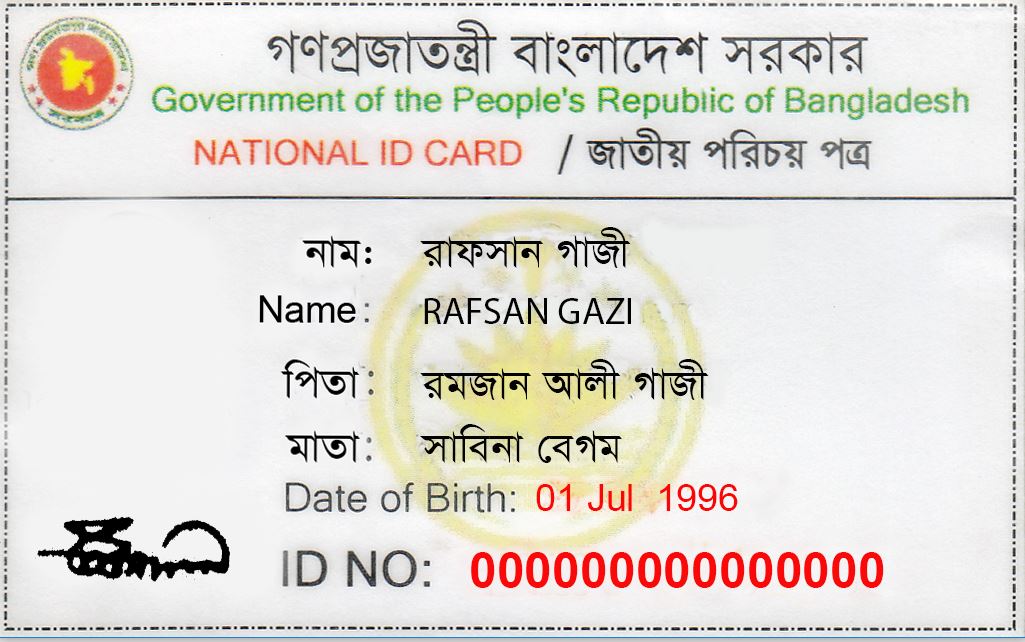 গণপ্রজাতন্ত্রী বাংলাদেশ সরকার
Government of the People's Republic of Bangladesh
NATIONAL ID CARD / জাতীয় পরিচয় পত্র
নাম: রাফসান গাজী
Name: RAFSAN GAZI
পিতা: রমজান আলী গাজী
মাতা: সাবিনা বেগম
Date of Birth: 01 Jul 1996
ID NO: 000000000000000